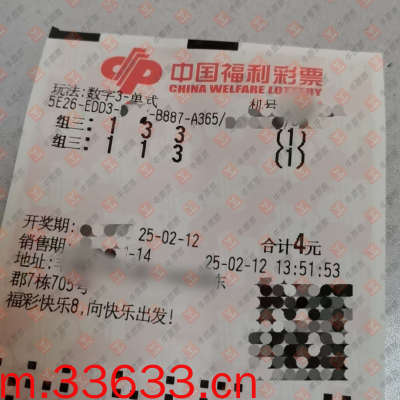 中国福利彩票
CHINA WELFARE LOTTERY
玩法:数字3-单式 机号
5E26-EDD3- -B887-A365/
组三: 1 3 3 {1}
组三: 1 1 3 {1}
开奖期: 25-02-12 合计4元
销售期 -14 25-02-12 13:51:53
地址: 东
郡7栋705号
福彩快乐8,向快乐出发!
m.33633.cn